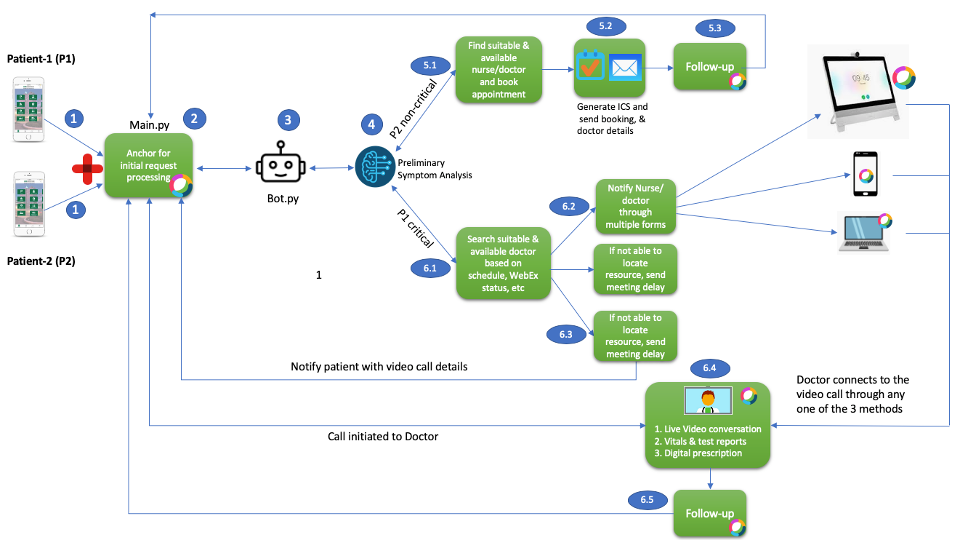 Patient-1 (P1)
1
Main.py
2
Anchor for
initial request
processing
1
Patient-2 (P2)
3
Bot.py
4
Preliminary
Symptom Analysis
P2 non-critical
5.1
Find suitable &
available
nurse/doctor
and book
appointment
5.2
Generate ICS and
send booking, &
doctor details
5.3
Follow-up
09:45
P1 critical
6.1
Search suitable &
available doctor
based on
schedule, WebEx
status, etc
1
6.2
Notify Nurse/
doctor
through
multiple forms
If not able to
locate
resource, send
meeting delay
6.3
If not able to
locate
resource, send
meeting delay
Notify patient with video call details
6.4
1. Live Video conversation
2. Vitals & test reports
3. Digital prescription
Doctor connects to the
video call through any
one of the 3 methods
Call initiated to Doctor
6.5
Follow-up